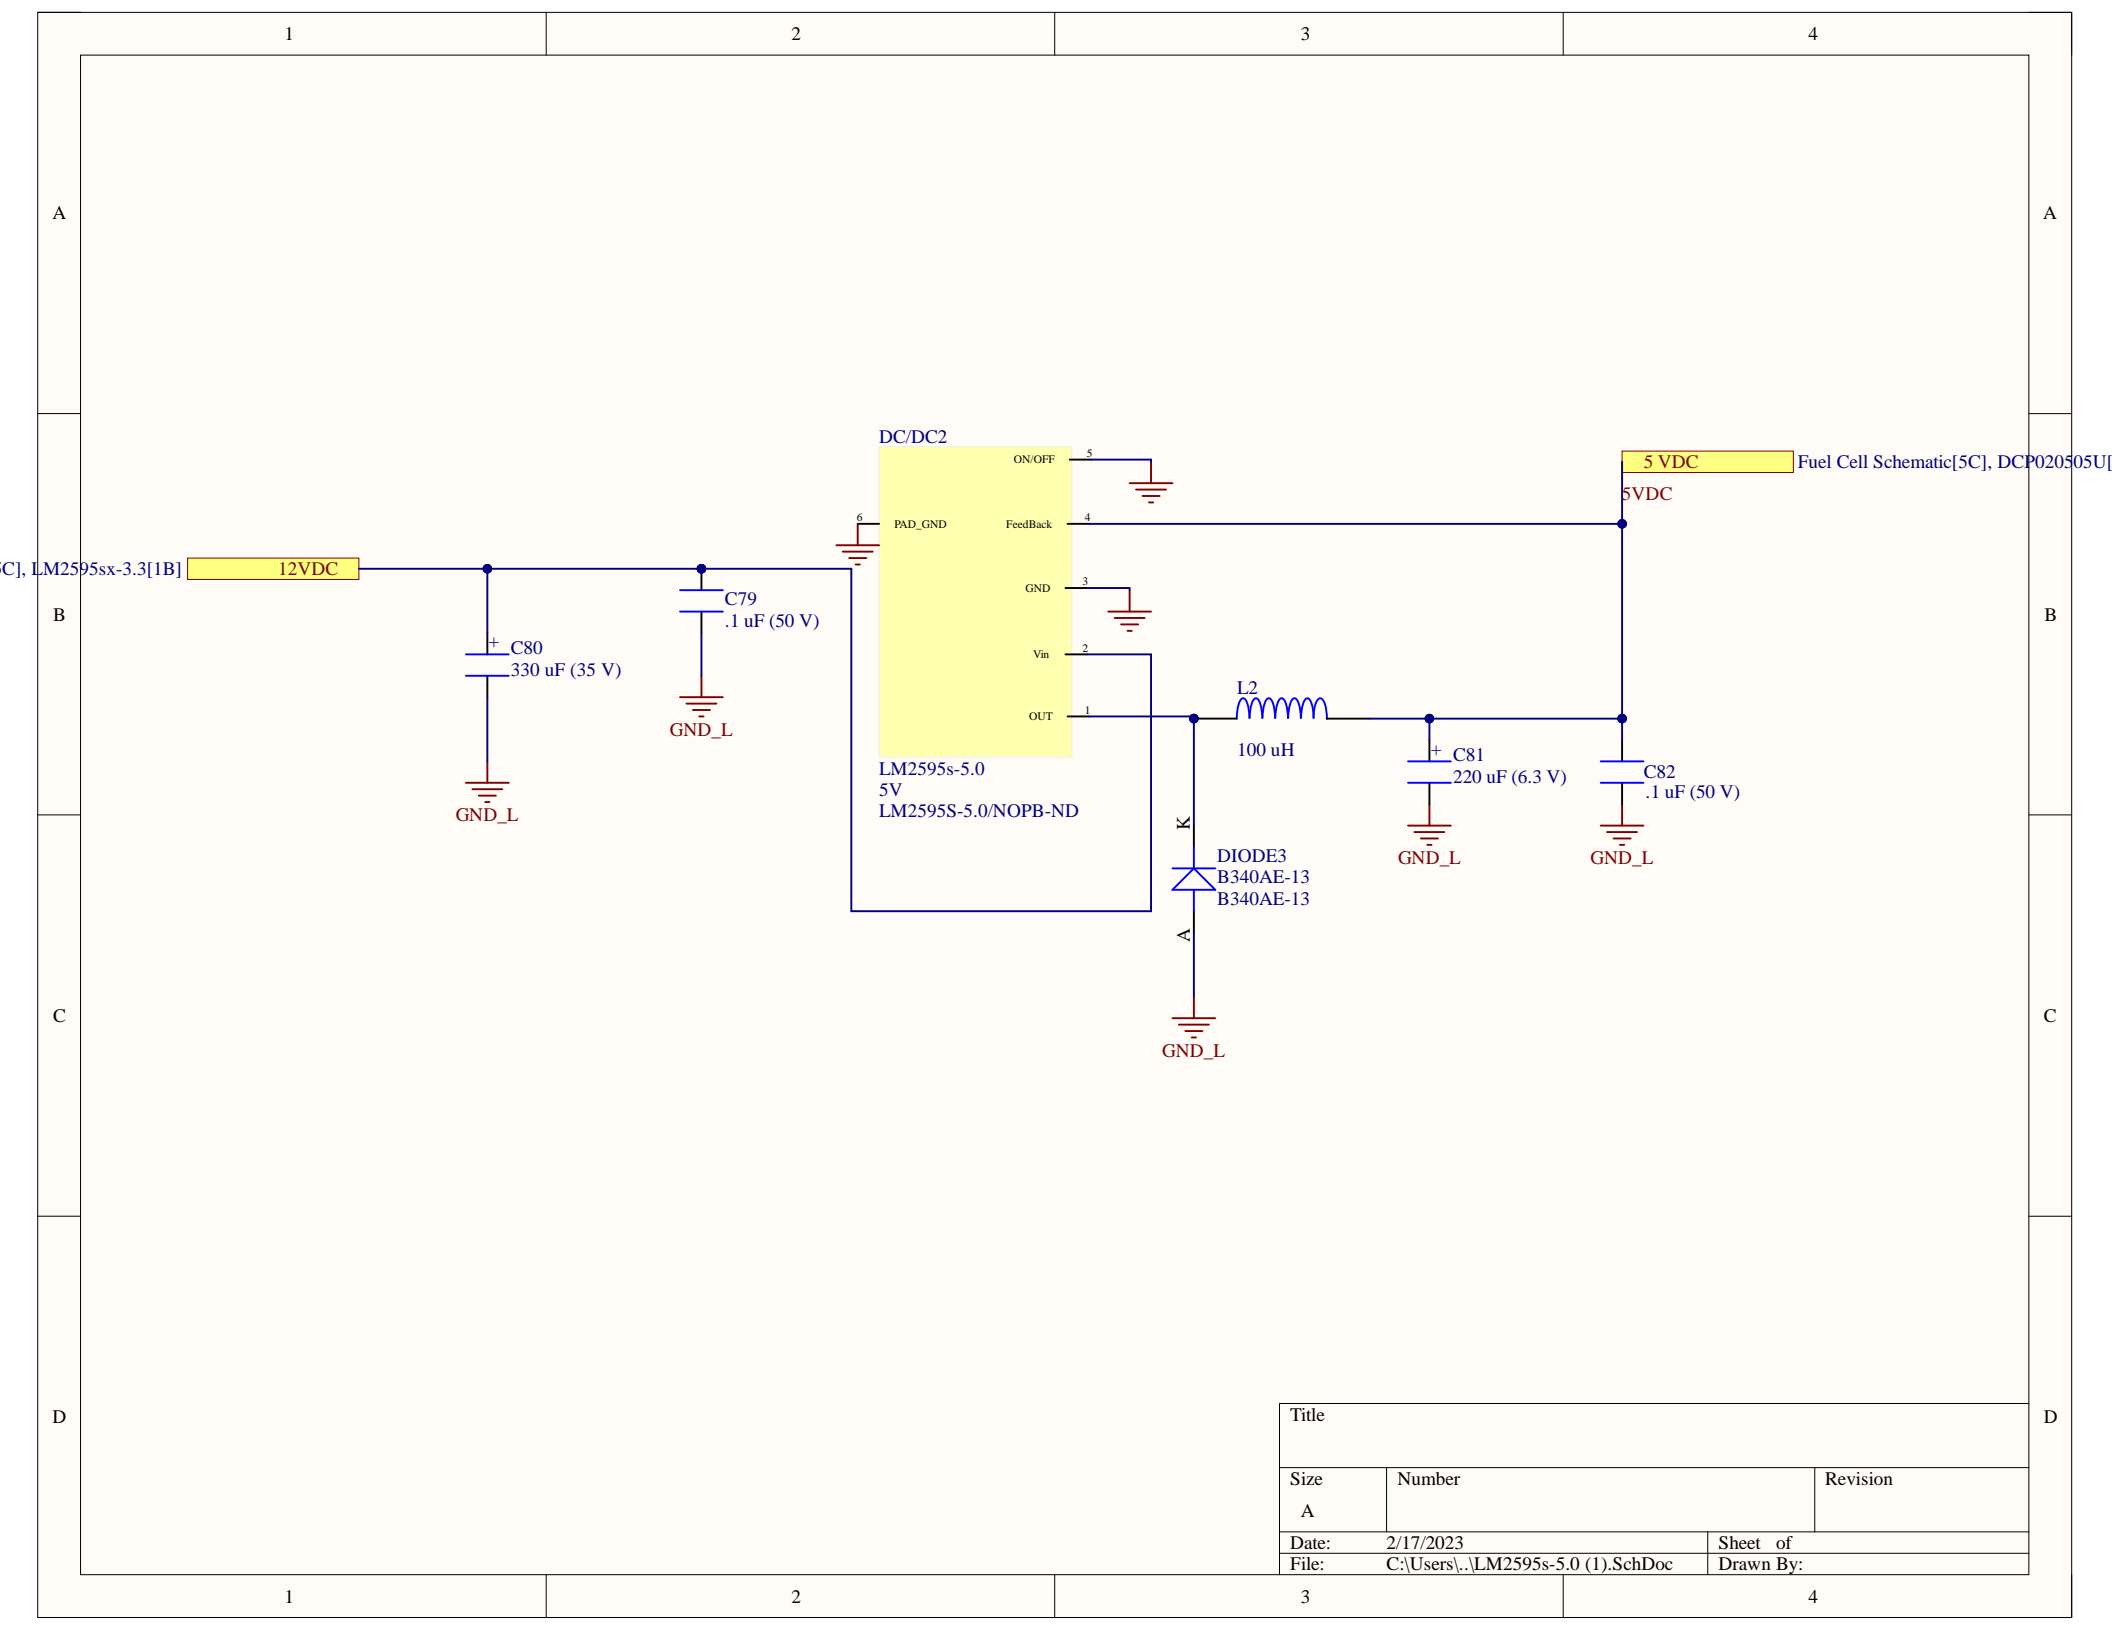 1 2 3 4
A A
DC/DC2
ON/OFF 5
5 VDC Fuel Cell Schematic[5C], DCP020505U[
5VDC
6 PAD_GND FeedBack 4
C], LM2595sx-3.3[1B] 12VDC
GND 3
C79
.1 uF (50 V)
B B
+ C80
330 uF (35 V)
Vin 2
L2
OUT 1
GND_L
100 uH
+ C81
220 uF (6.3 V)
C82
.1 uF (50 V)
LM2595s-5.0
5V
LM2595S-5.0/NOPB-ND
GND_L
K
DIODE3
B340AE-13
B340AE-13
GND_L GND_L
A
C C
GND_L
D D
Title
Size Number Revision
A
Date: 2/17/2023 Sheet of
File: C:\Users\..\LM2595s-5.0 (1).SchDoc Drawn By:
1 2 3 4